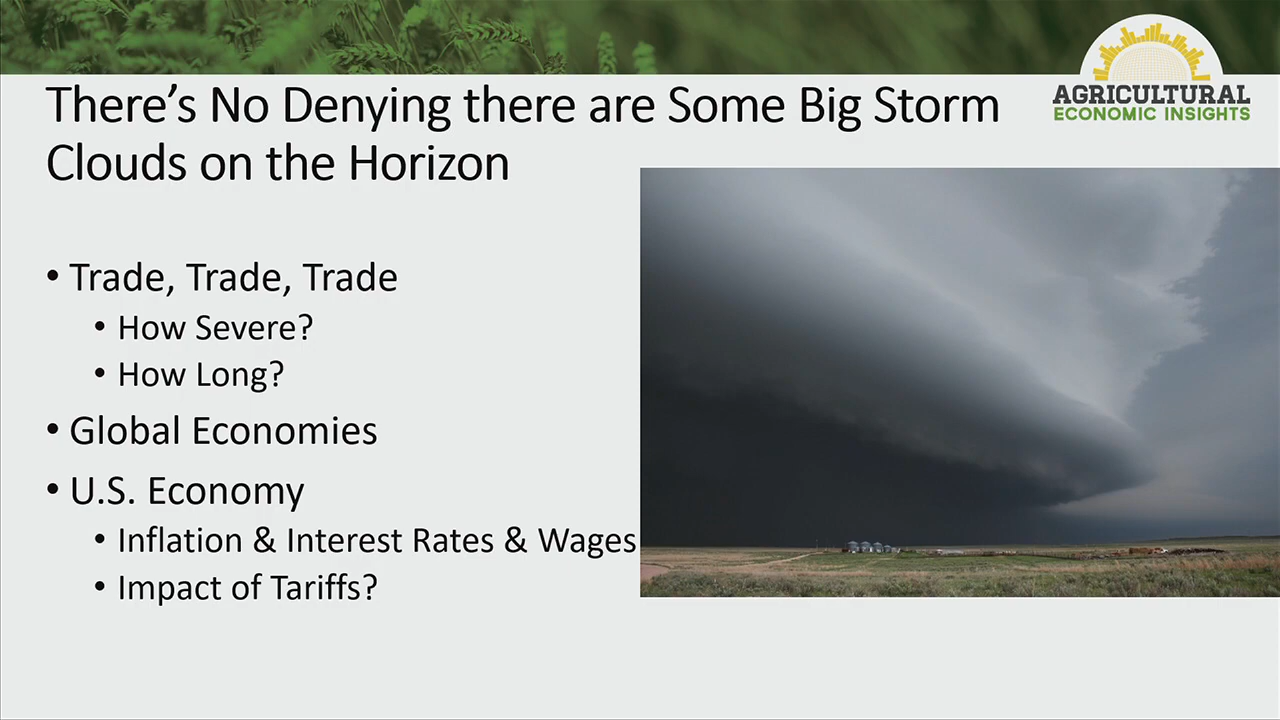 AGRICULTURAL
ECONOMIC INSIGHTS
There’s No Denying there are Some Big Storm
Clouds on the Horizon
• Trade, Trade, Trade
• How Severe?
• How Long?
• Global Economies
• U.S. Economy
• Inflation & Interest Rates & Wages
• Impact of Tariffs?